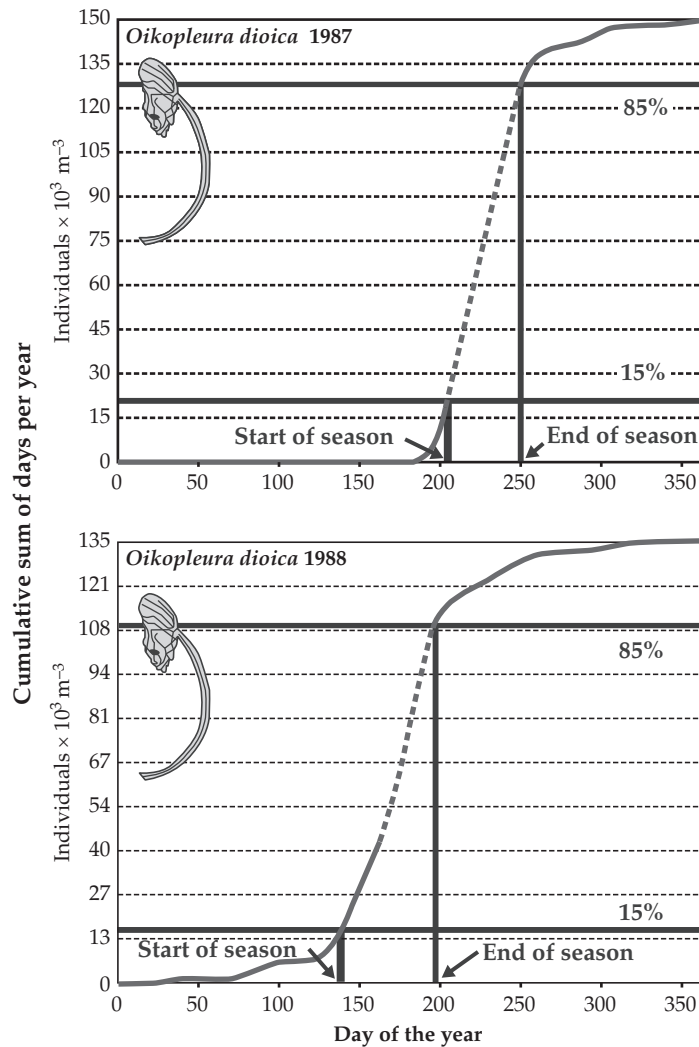 Cumulative sum of days per year
Individuals × 10³ m⁻³
Oikopleura dioica 1987
150
135
120
105
90
75
60
45
30
15
0
85%
15%
Start of season
End of season
0 50 100 150 200 250 300 350
Individuals × 10³ m⁻³
Oikopleura dioica 1988
135
121
108
94
81
67
54
40
27
13
0
85%
15%
Start of season
End of season
0 50 100 150 200 250 300 350
Day of the year